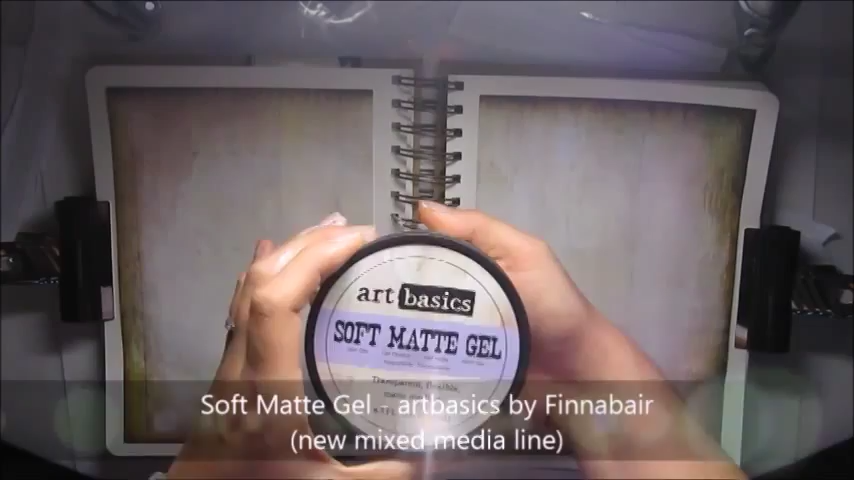 art basics
SOFT MATTE GEL
Transparent, flexible,
Soft Matte Gel - artbasics by Finnabair
(new mixed media line)